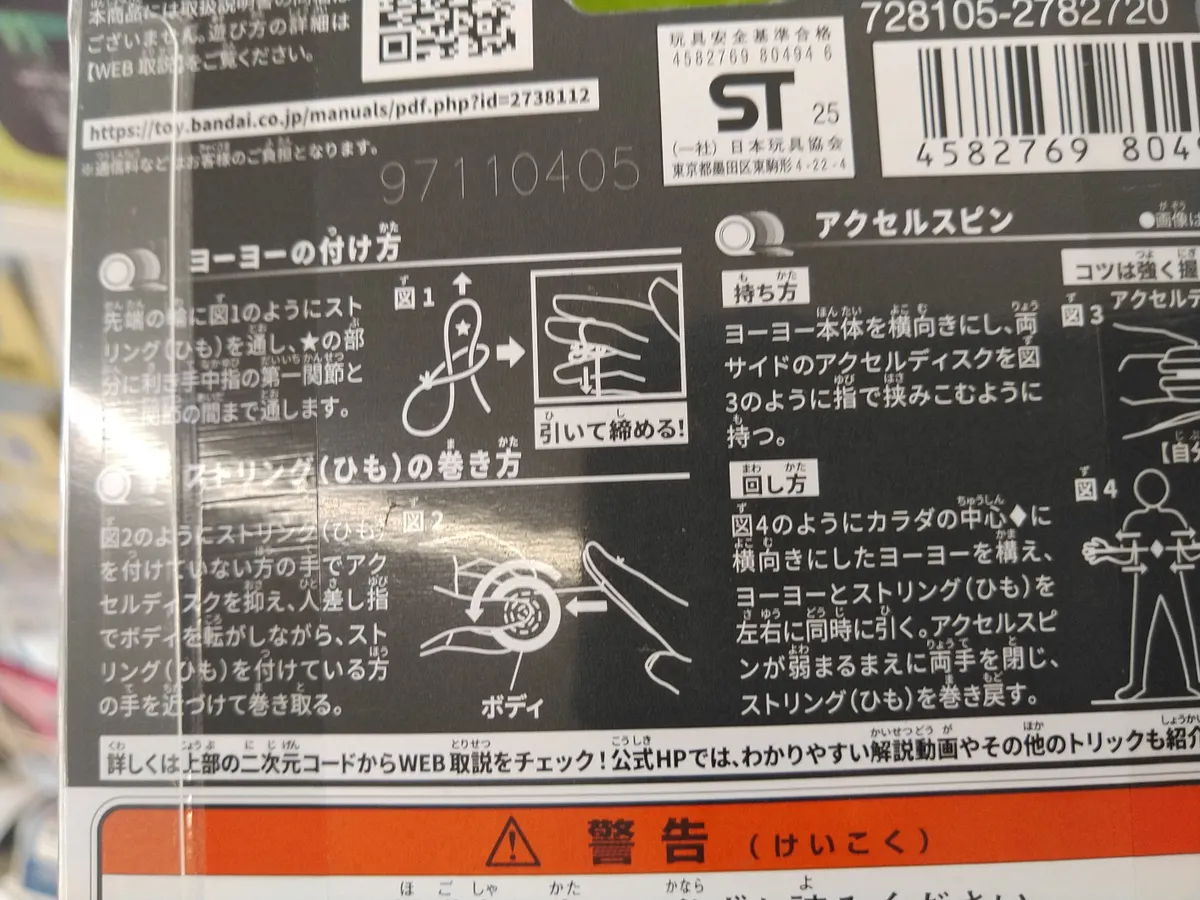 本商品には取扱説明書の
ございません。遊び方の詳細は
【WEB 取説】をご覧ください。
https://toy.bandai.co.jp/manuals/pdf.php?id=2738112
※通信料などはお客様のご負担となります。
97110405
玩具安全基準合格
4582769 80494 6
ST 25
(一社) 日本玩具協会
東京都墨田区東駒形4-22-4
728105-2782720
4582769 8049
ヨーヨーの付け方
先端の輪に図1のようにスト
リング(ひも)を通し、★の部
分に利き手中指の第一関節と
関節の間まで通します。
図1
引いて締める!
ストリング(ひも)の巻き方
図2のようにストリング(ひも)
を付けていない方の手でアク
セルディスクを抑え、人差し指
でボディを転がしながら、スト
リング(ひも)を付けている方
の手を近づけて巻き取る。
図2
ボディ
アクセルスピン
●画像は
持ち方
ヨーヨー本体を横向きにし、両
サイドのアクセルディスクを図
3のように指で挟みこむように
持つ。
コツは強く握
図3
アクセルデ
【自分
回し方
図4のようにカラダの中心♦に
横向きにしたヨーヨーを構え、
ヨーヨーとストリング(ひも)を
左右に同時に引く。アクセルスピ
ンが弱まるまえに両手を閉じ、
ストリング(ひも)を巻き戻す。
図4
詳しくは上部の二次元コードからWEB取説をチェック!公式HPでは、わかりやすい解説動画やその他のトリックも紹介
警告 (けいこく)
ほごしゃ かた かなら よ